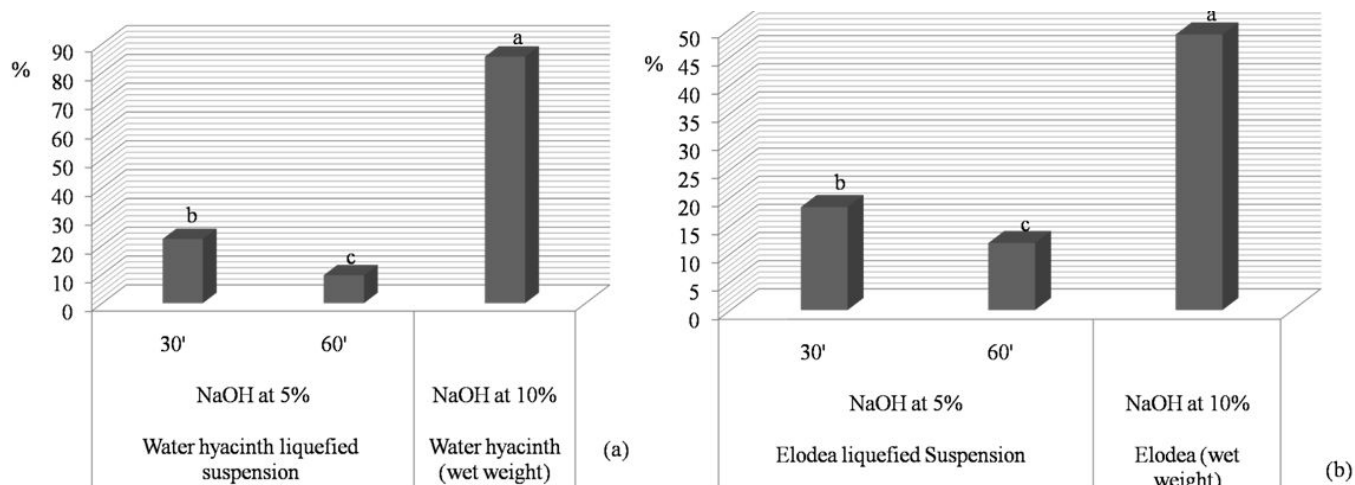 %
90
80
70
60
50
40
30
20
10
0
b
c
a
30'
60'
NaOH at 5%
NaOH at 10%
Water hyacinth liquefied
suspension
Water hyacinth
(wet weight)
(a)
%
50
45
40
35
30
25
20
15
10
5
0
b
c
a
30'
60'
NaOH at 5%
NaOH at 10%
Elodea liquefied Suspension
Elodea (wet
weight)
(b)